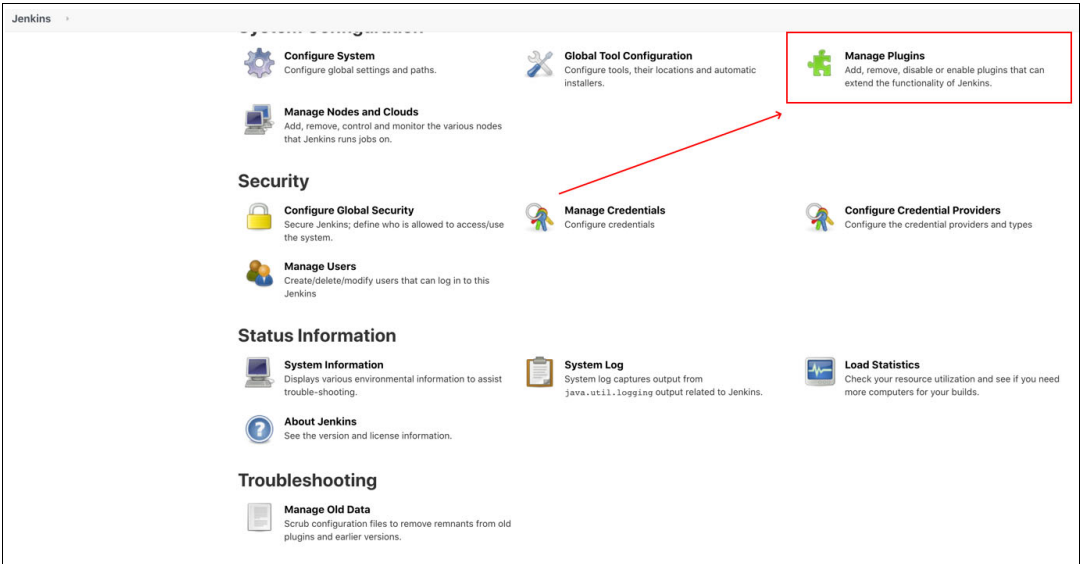 Jenkins
System Configuration
Configure System
Configure global settings and paths.
Global Tool Configuration
Configure tools, their locations and automatic
installers.
Manage Plugins
Add, remove, disable or enable plugins that can
extend the functionality of Jenkins.
Manage Nodes and Clouds
Add, remove, control and monitor the various nodes
that Jenkins runs jobs on.
Security
Configure Global Security
Secure Jenkins; define who is allowed to access/use
the system.
Manage Credentials
Configure credentials
Configure Credential Providers
Configure the credential providers and types
Manage Users
Create/delete/modify users that can log in to this
Jenkins
Status Information
System Information
Displays various environmental information to assist
trouble-shooting.
System Log
System log captures output from
java.util.logging output related to Jenkins.
Load Statistics
Check your resource utilization and see if you need
more computers for your builds.
About Jenkins
See the version and license information.
Troubleshooting
Manage Old Data
Scrub configuration files to remove remnants from old
plugins and earlier versions.